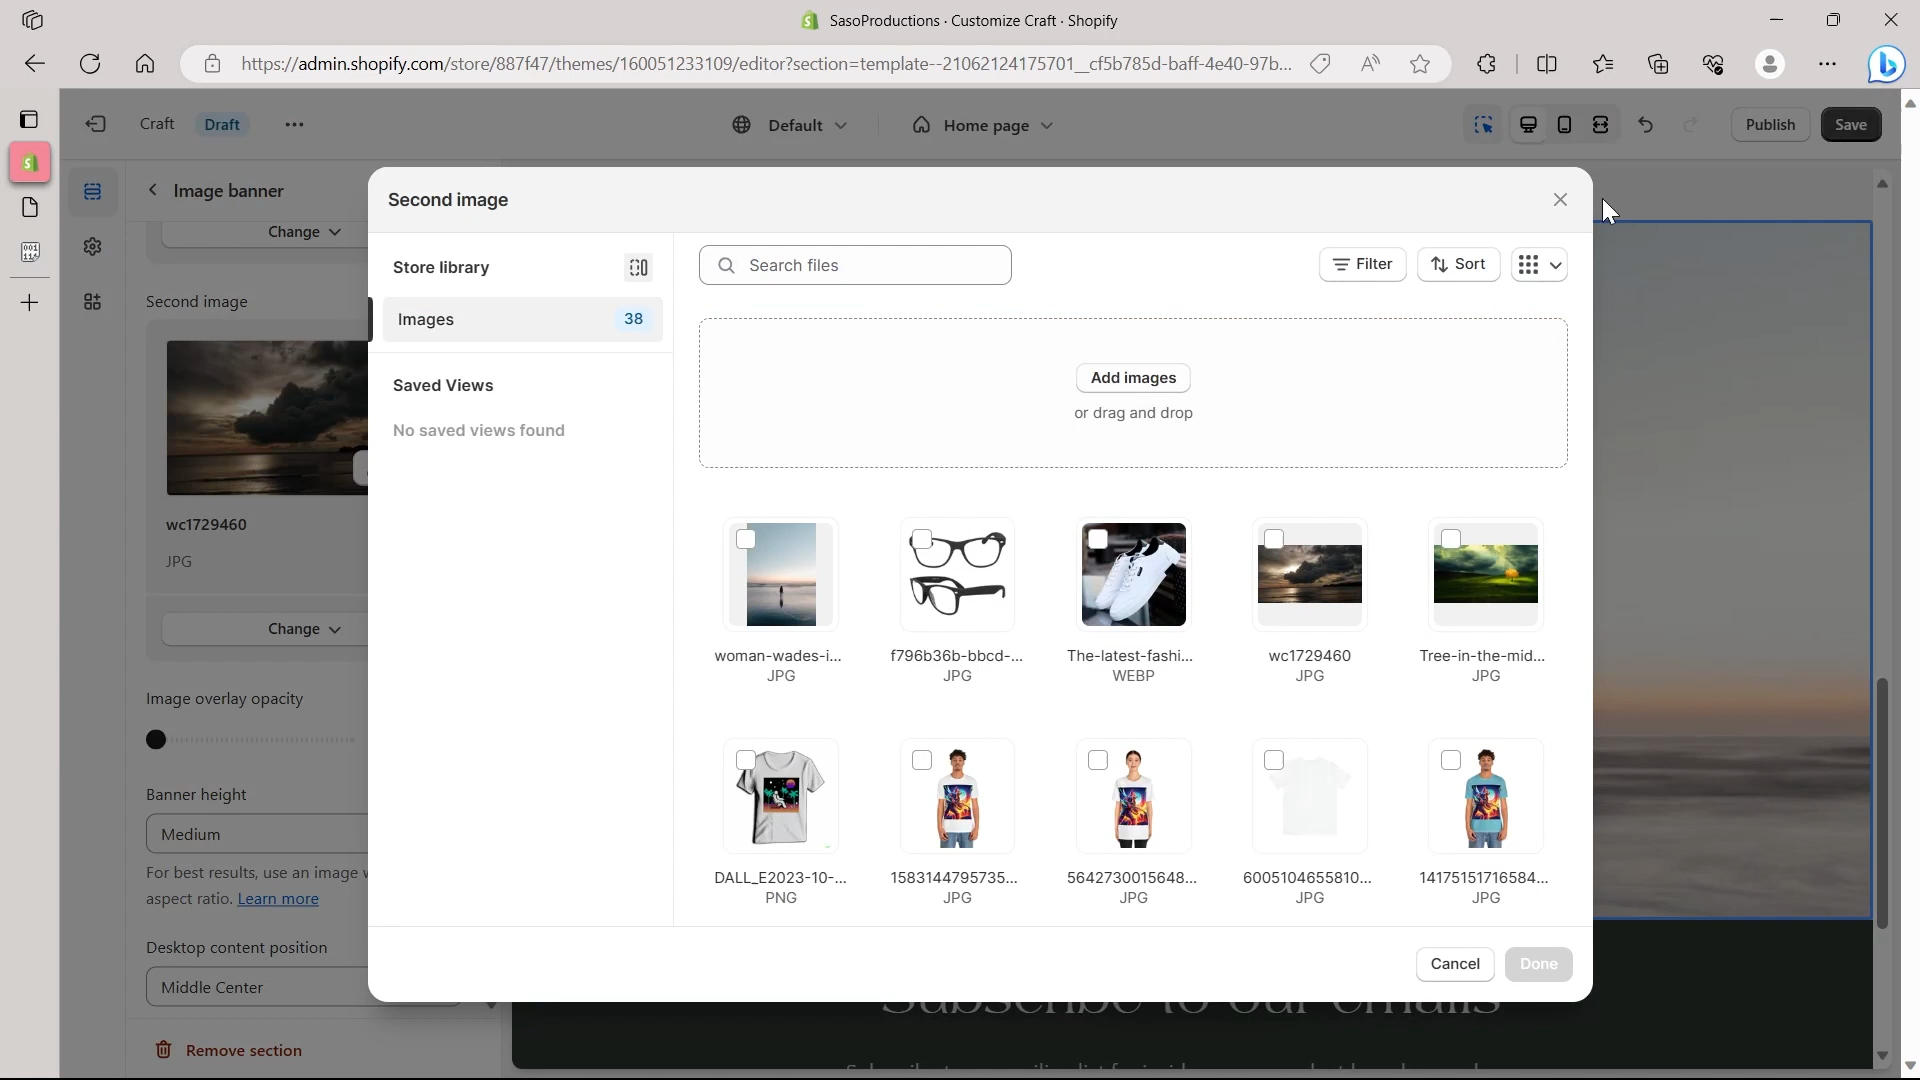 SasoProductions · Customize Craft · Shopify
https://admin.shopify.com/store/887f47/themes/160051233109/editor?section=template--21062124175701__cf5b785d-baff-4e40-97b...
Craft
Draft
Default
Home page
Publish
Save
Image banner
Change
Second image
wc1729460
JPG
Change
Image overlay opacity
Banner height
Medium
For best results, use an image
aspect ratio. Learn more
Desktop content position
Middle Center
Remove section
Second image
Store library
Images
38
Saved Views
No saved views found
Search files
Filter
Sort
Add images
or drag and drop
woman-wades-i...
JPG
f796b36b-bbcd-...
JPG
The-latest-fashi...
WEBP
wc1729460
JPG
Tree-in-the-mid...
JPG
DALL_E2023-10-...
PNG
1583144795735...
JPG
5642730015648...
JPG
6005104655810...
JPG
14175151716584...
JPG
Cancel
Done
Subscribe to our emails